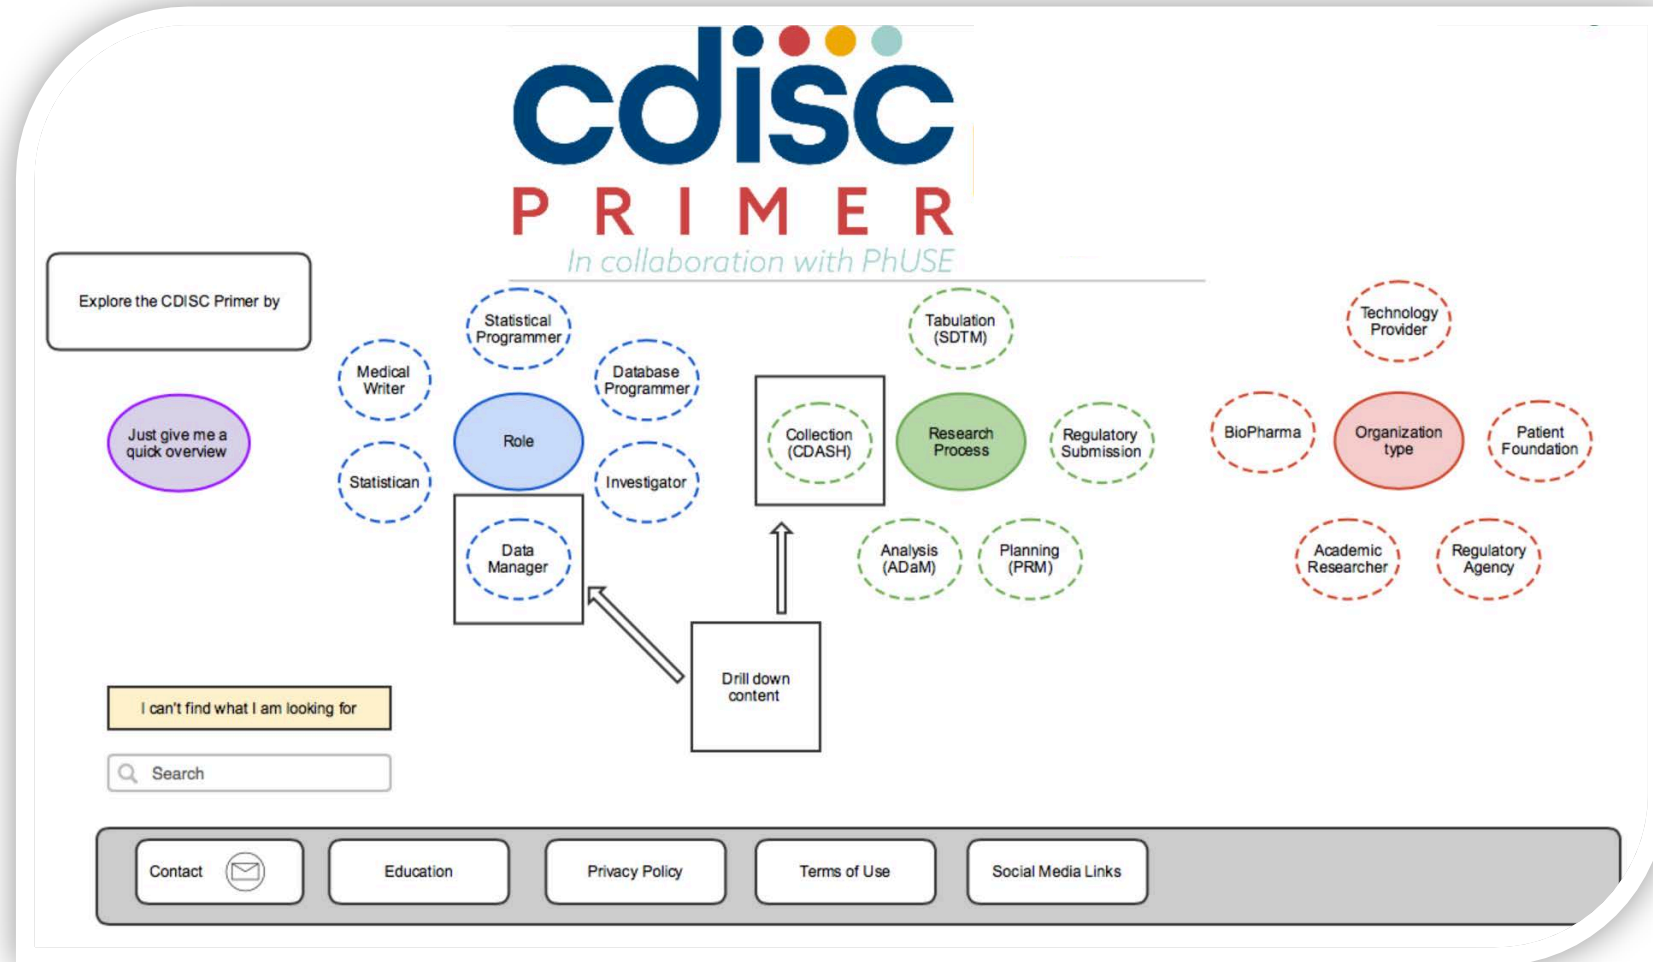 cdisc
PRIMER
In collaboration with PhUSE
Explore the CDISC Primer by
Just give me a
quick overview
Statistical
Programmer
Medical
Writer
Database
Programmer
Role
Statistican
Investigator
Data
Manager
Tabulation
(SDTM)
Collection
(CDASH)
Research
Process
Regulatory
Submission
Analysis
(ADaM)
Planning
(PRM)
Technology
Provider
BioPharma
Organization
type
Patient
Foundation
Academic
Researcher
Regulatory
Agency
Drill down
content
I can't find what I am looking for
Search
Contact
Education
Privacy Policy
Terms of Use
Social Media Links